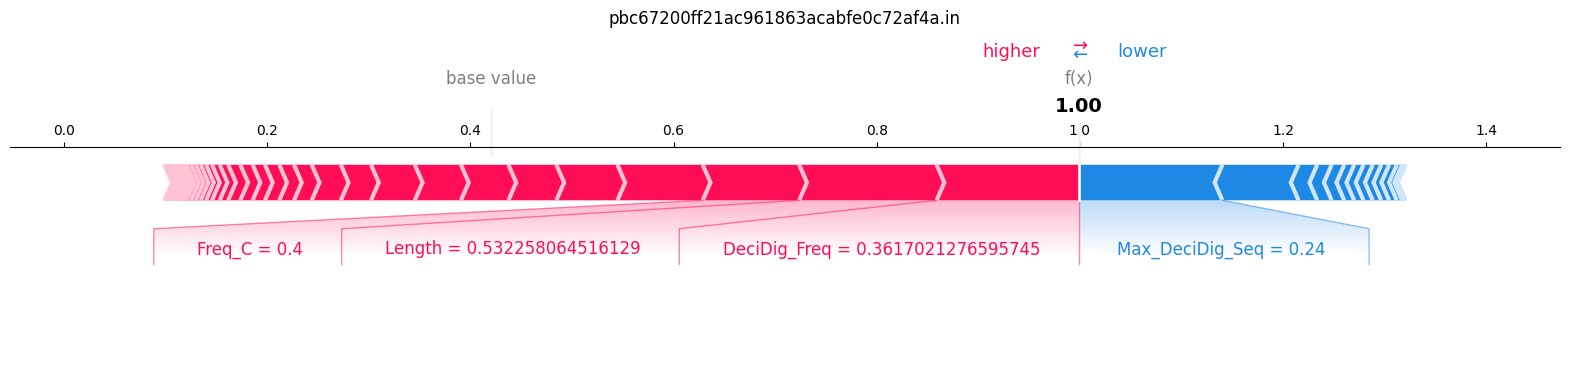 pbc67200ff21ac961863acabfe0c72af4a.in
higher ⇄ lower
base value f(x)
1.00
0.0 0.2 0.4 0.6 0.8 1.0 1.2 1.4
Freq_C = 0.4 Length = 0.532258064516129 DeciDig_Freq = 0.3617021276595745 Max_DeciDig_Seq = 0.24